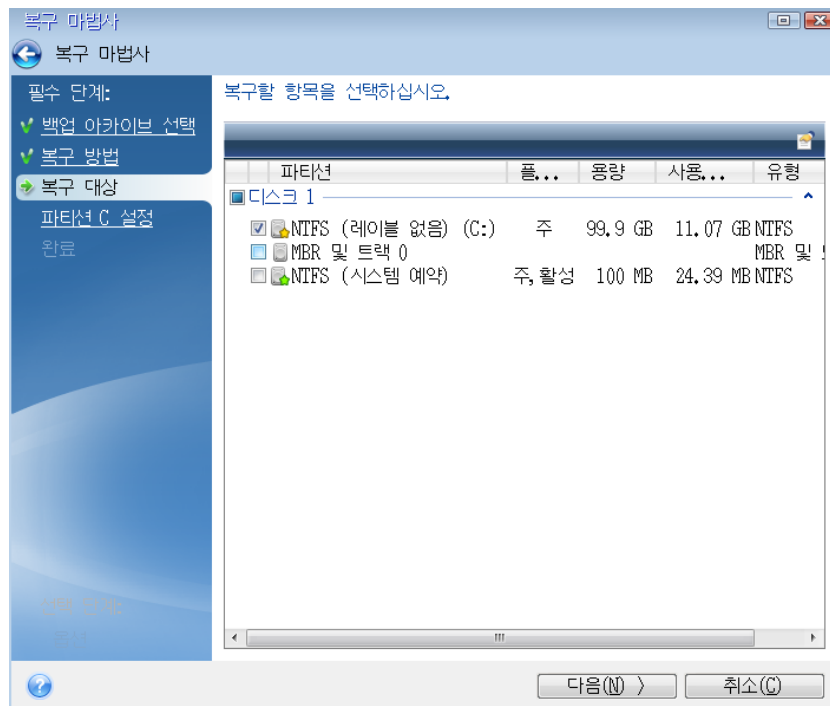 복구 마법사
복구 마법사
필수 단계:
백업 아카이브 선택
복구 방법
복구 대상
파티션 C 설정
완료
복구할 항목을 선택하십시오.
파티션 플... 용량 사용... 유형
디스크 1
NTFS (레이블 없음) (C:) 주 99.9 GB 11.07 GB NTFS
MBR 및 트랙 0 MBR 및
NTFS (시스템 예약) 주,활성 100 MB 24.39 MB NTFS
다음(N) > 취소(C)